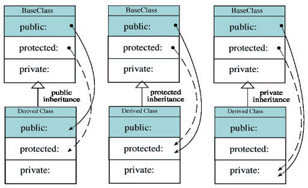 BaseClass
public:
protected:
private:
public
inheritance
Derived Class
public:
protected:
private:
BaseClass
public:
protected:
private:
protected
inheritance
Derived Class
public:
protected:
private:
BaseClass
public:
protected:
private:
private
inheritance
Derived Class
public:
protected:
private: